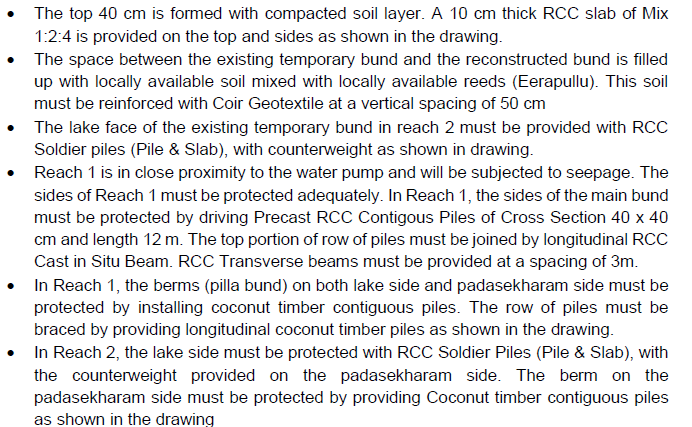 • The top 40 cm is formed with compacted soil layer. A 10 cm thick RCC slab of Mix
1:2:4 is provided on the top and sides as shown in the drawing.
• The space between the existing temporary bund and the reconstructed bund is filled
up with locally available soil mixed with locally available reeds (Eerapullu). This soil
must be reinforced with Coir Geotextile at a vertical spacing of 50 cm
• The lake face of the existing temporary bund in reach 2 must be provided with RCC
Soldier piles (Pile & Slab), with counterweight as shown in drawing.
• Reach 1 is in close proximity to the water pump and will be subjected to seepage. The
sides of Reach 1 must be protected adequately. In Reach 1, the sides of the main bund
must be protected by driving Precast RCC Contigous Piles of Cross Section 40 x 40
cm and length 12 m. The top portion of row of piles must be joined by longitudinal RCC
Cast in Situ Beam. RCC Transverse beams must be provided at a spacing of 3m.
• In Reach 1, the berms (pilla bund) on both lake side and padasekharam side must be
protected by installing coconut timber contiguous piles. The row of piles must be
braced by providing longitudinal coconut timber piles as shown in the drawing.
• In Reach 2, the lake side must be protected with RCC Soldier Piles (Pile & Slab), with
the counterweight provided on the padasekharam side. The berm on the
padasekharam side must be protected by providing Coconut timber contiguous piles
as shown in the drawing